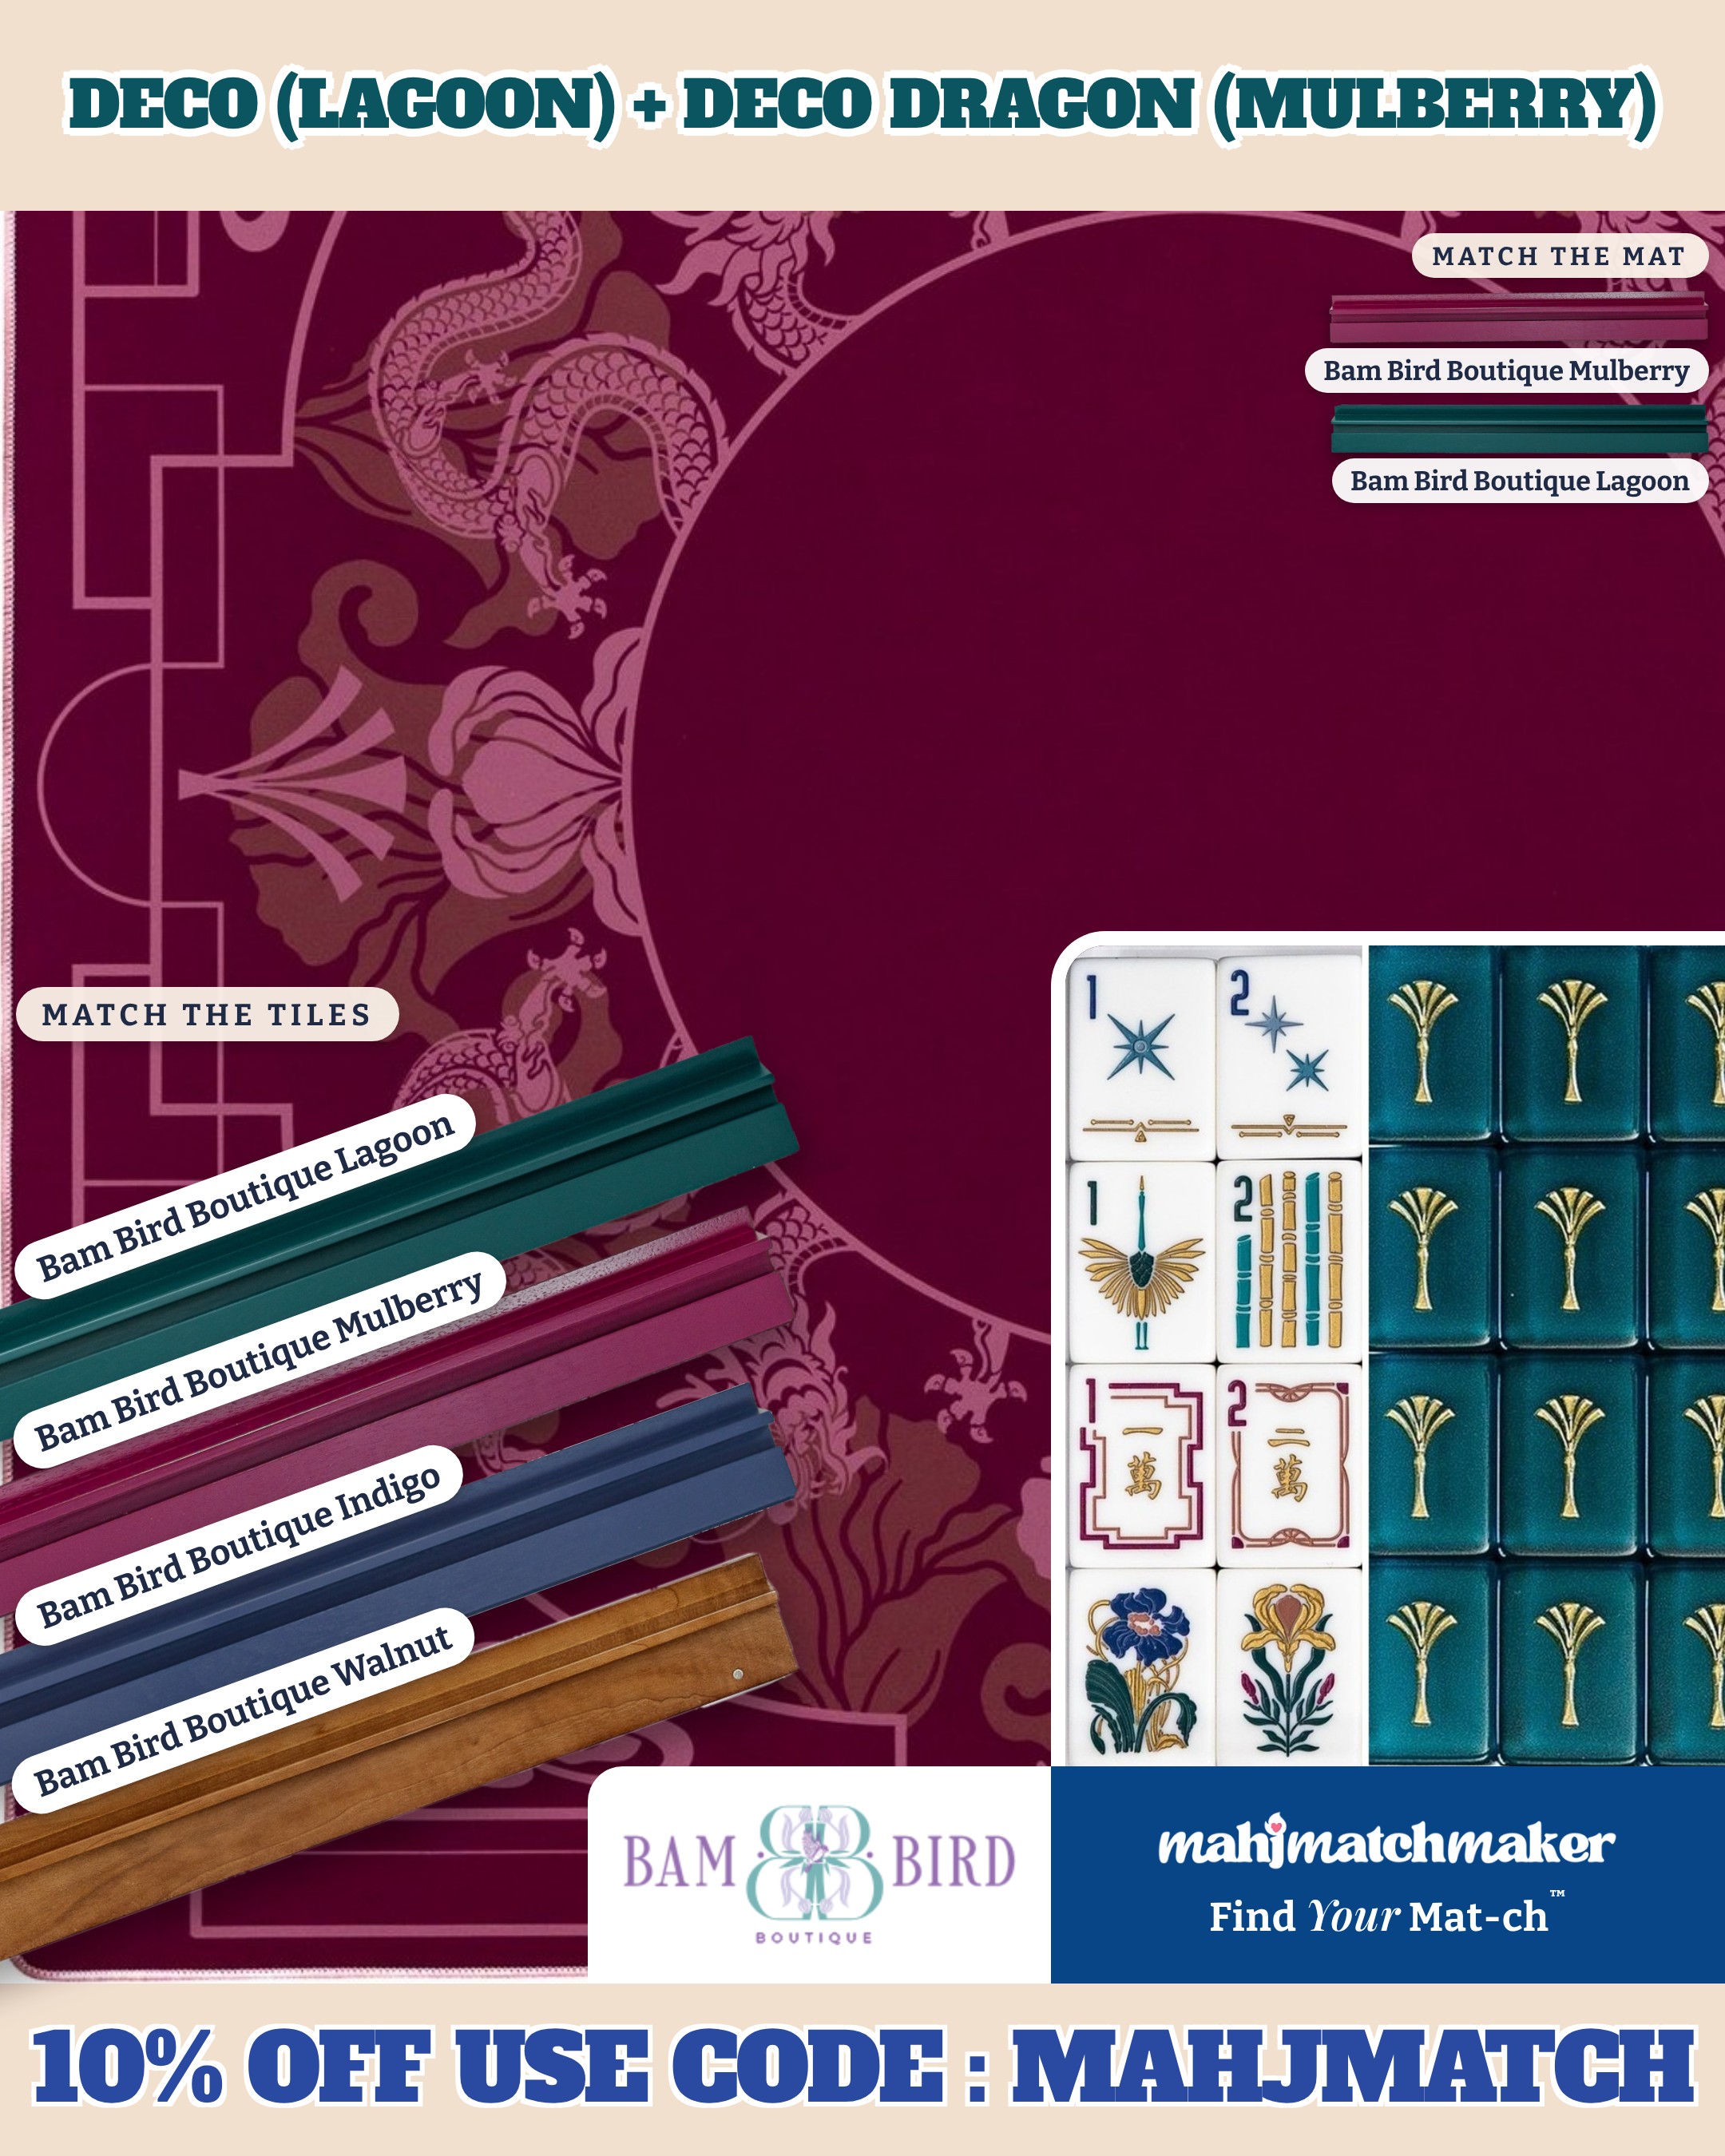 DECO (LAGOON) + DECO DRAGON (MULBERRY)
MATCH THE MAT
Bam Bird Boutique Mulberry
Bam Bird Boutique Lagoon
MATCH THE TILES
Bam Bird Boutique Lagoon
Bam Bird Boutique Mulberry
Bam Bird Boutique Indigo
Bam Bird Boutique Walnut
1 2
1 2
1 2
一 二
萬 萬
BAM BIRD
BOUTIQUE
mahjmatchmaker
Find Your Mat-ch™
10% OFF USE CODE : MAHJMATCH